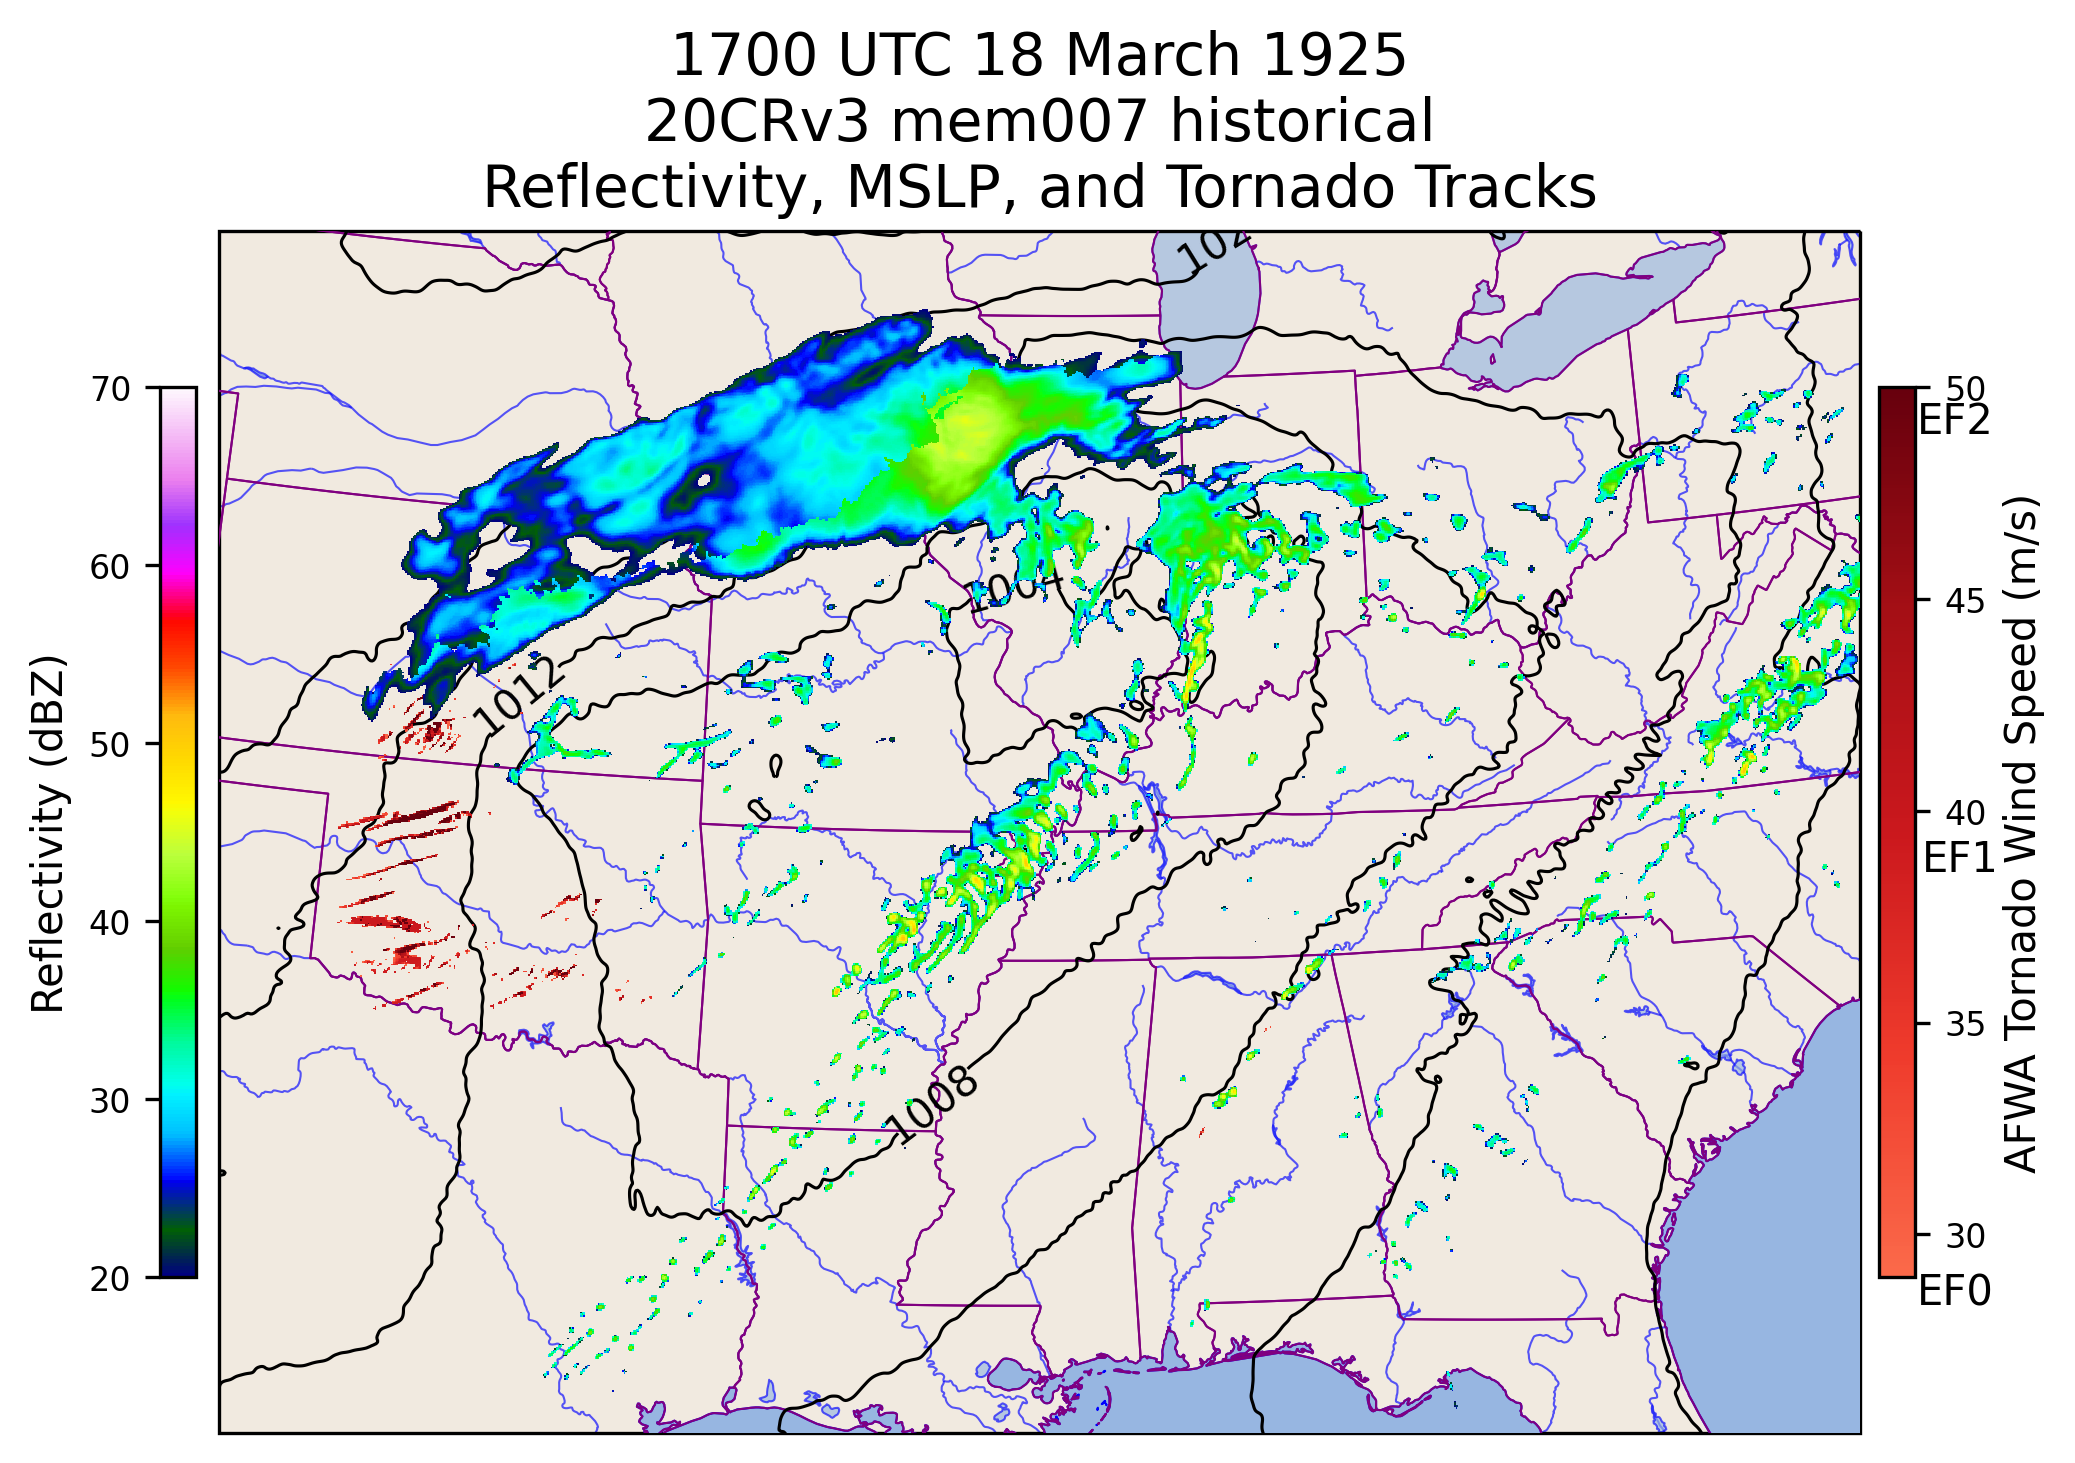 1700 UTC 18 March 1925
20CRv3 mem007 historical
Reflectivity, MSLP, and Tornado Tracks
Reflectivity (dBZ)
70
60
50
40
30
20
102
1004
1012
1008
50
EF2
45
40
EF1
35
30
EF0
AFWA Tornado Wind Speed (m/s)